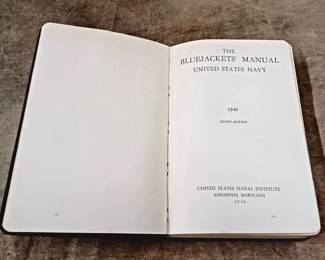 THE
BLUEJACKETS' MANUAL
UNITED STATES NAVY
1940
TENTH EDITION
UNITED STATES NAVAL INSTITUTE
ANNAPOLIS, MARYLAND
1940